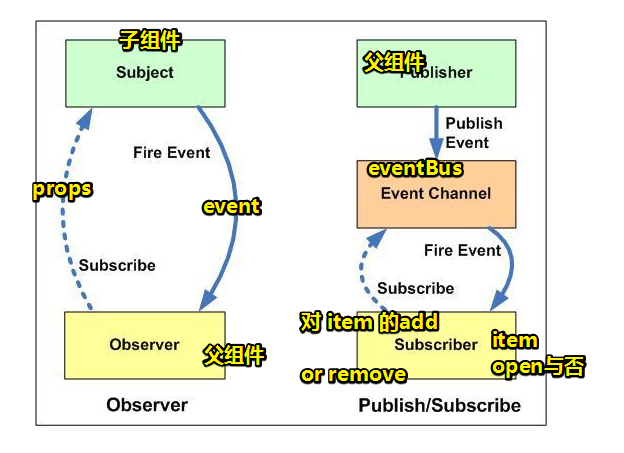 子组件
Subject
Fire Event
props
event
Subscribe
Observer
父组件
Observer
父组件
Publisher
Publish
Event
eventBus
Event Channel
Fire Event
Subscribe
对 item 的add
or remove
Subscriber
item
open与否
Publish/Subscribe